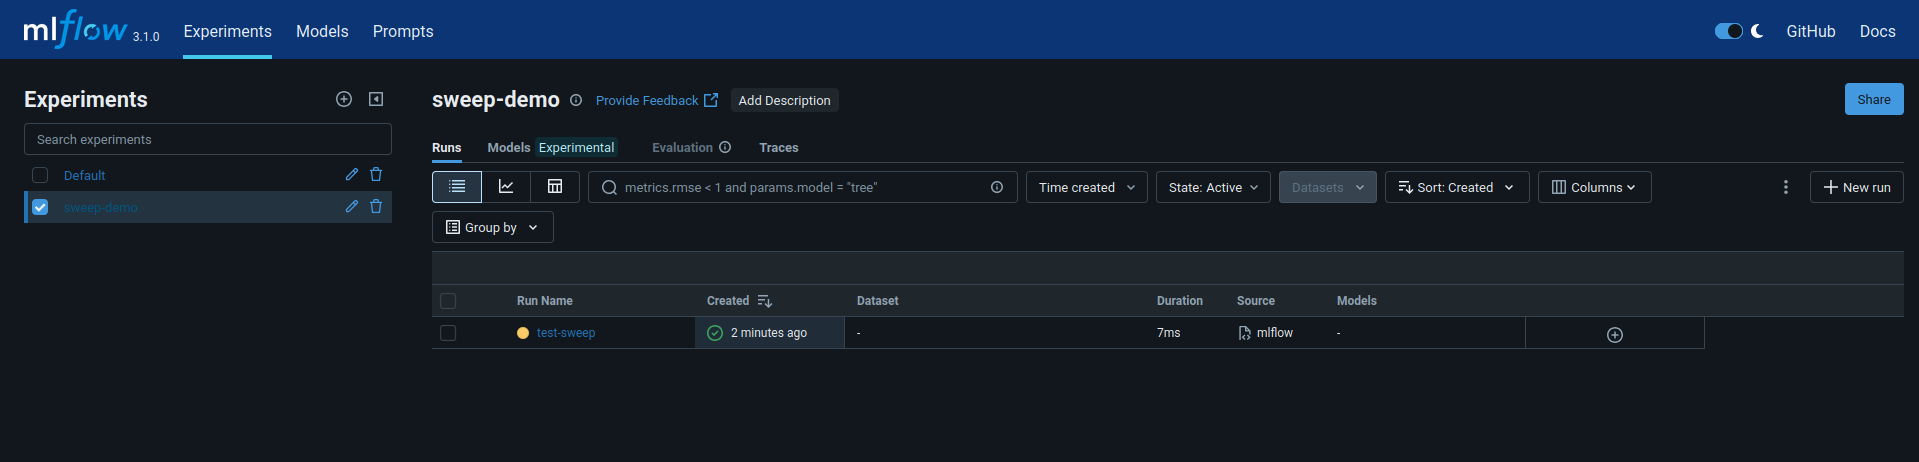 mlflow 3.1.0 Experiments Models Prompts GitHub Docs
Experiments
Search experiments
Default
sweep-demo
sweep-demo Provide Feedback Add Description Share
Runs Models Experimental Evaluation Traces
metrics.rmse < 1 and params.model = "tree" Time created State: Active Datasets Sort: Created Columns New run
Group by
Run Name Created Dataset Duration Source Models
test-sweep 2 minutes ago - 7ms mlflow -